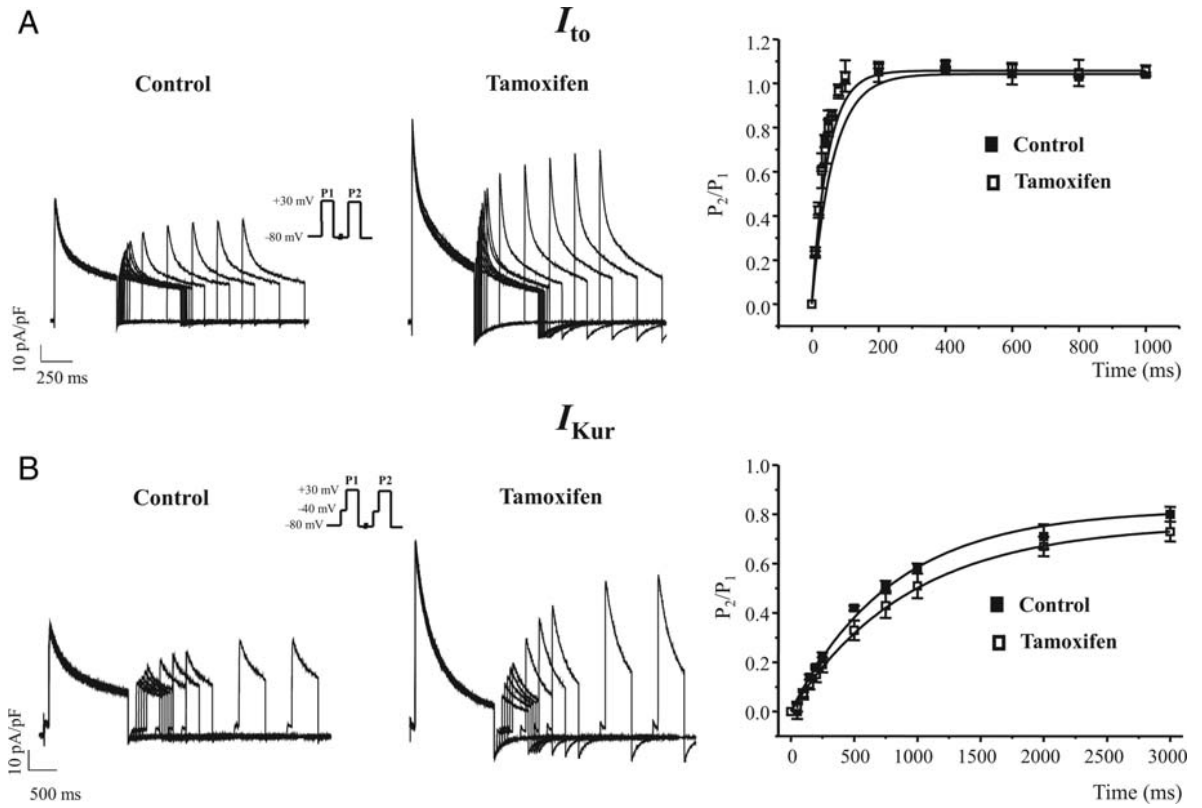 A
I to
Control
Tamoxifen
P1 P2
+30 mV
-80 mV
10 pA/pF
250 ms
P2/P1
1.2
1.0
0.8
0.6
0.4
0.2
0.0
Control
Tamoxifen
0 200 400 600 800 1000
Time (ms)
I Kur
B
Control
Tamoxifen
P1 P2
+30 mV
-40 mV
-80 mV
10 pA/pF
500 ms
P2/P1
1.0
0.8
0.6
0.4
0.2
0.0
Control
Tamoxifen
0 500 1000 1500 2000 2500 3000
Time (ms)